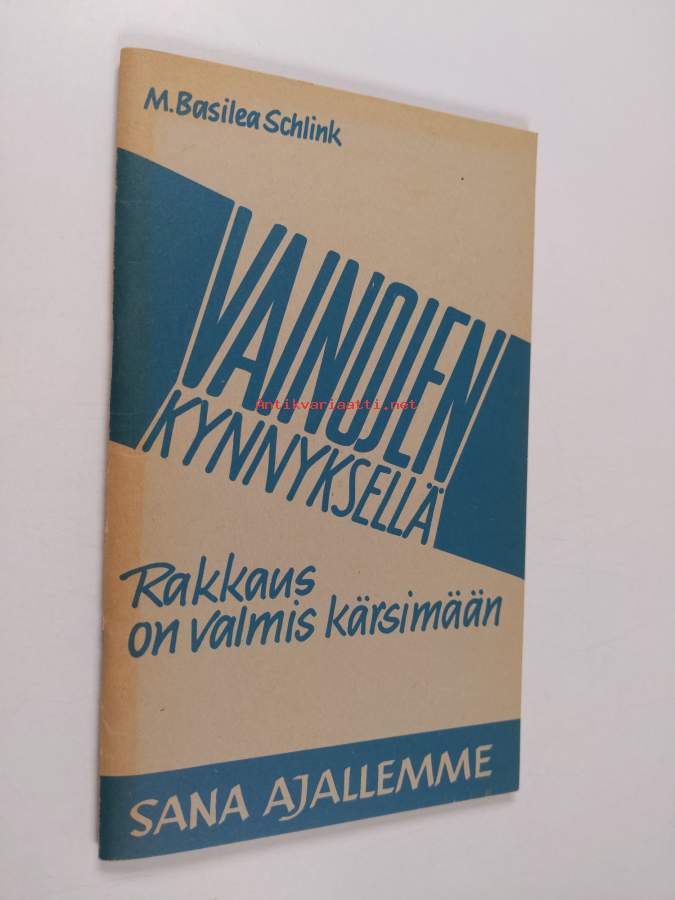 M. Basilea Schlink
VAINOJEN
Antikvariaatti.net
KYNNYKSELLÄ
Rakkaus
on valmis kärsimään
SANA AJALLEMME